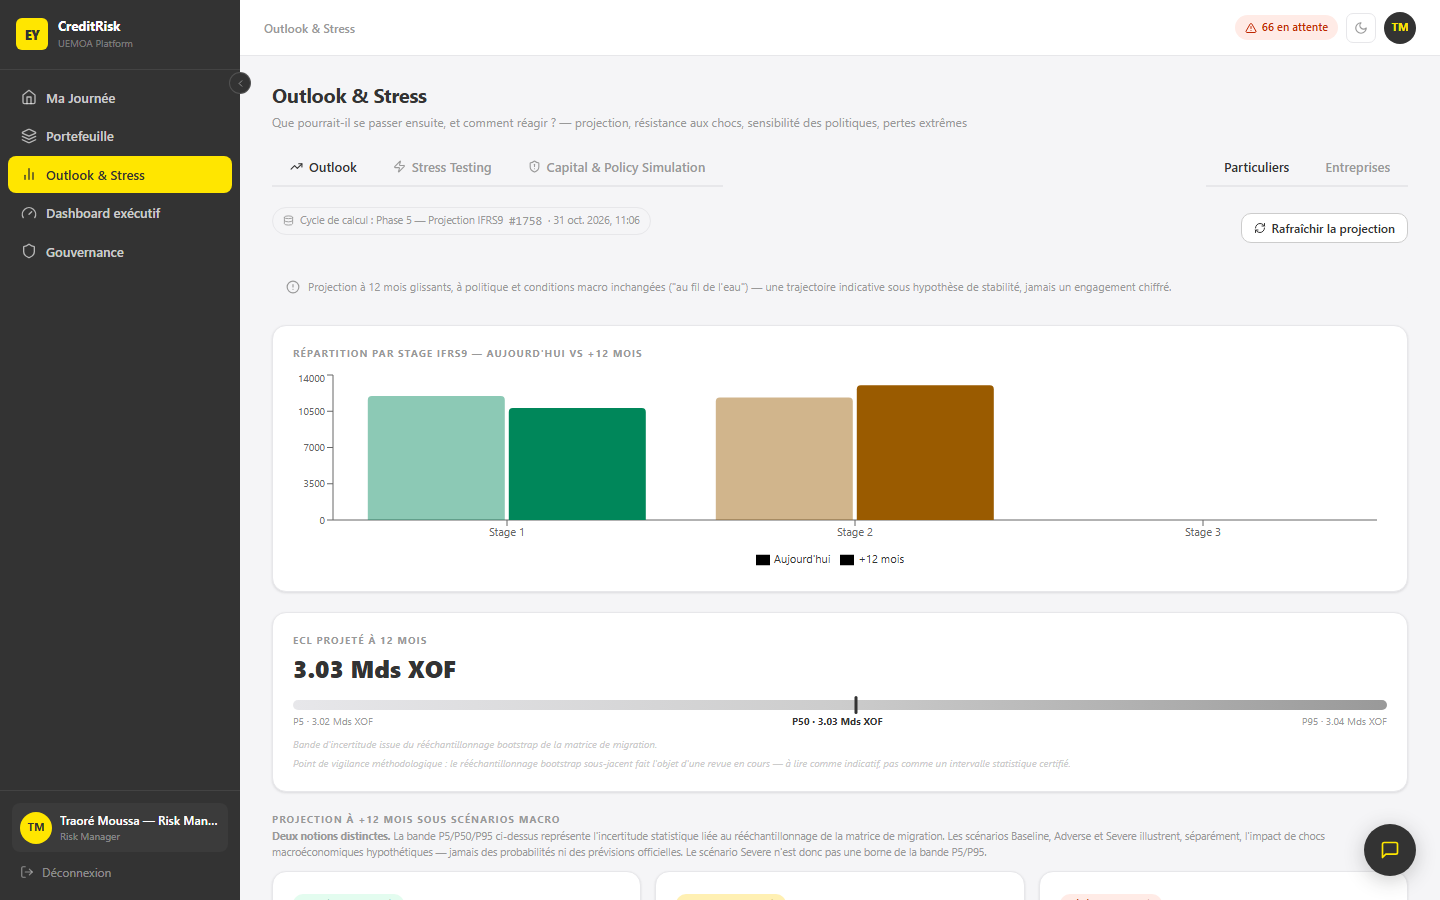 EY
CreditRisk
UEMOA Platform
Ma Journée
Portefeuille
Outlook & Stress
Dashboard exécutif
Gouvernance
TM
Traoré Moussa — Risk Man...
Risk Manager
Déconnexion
Outlook & Stress
66 en attente
TM
Outlook & Stress
Que pourrait-il se passer ensuite, et comment réagir ? — projection, résistance aux chocs, sensibilité des politiques, pertes extrêmes
Outlook
Stress Testing
Capital & Policy Simulation
Particuliers
Entreprises
Cycle de calcul : Phase 5 — Projection IFRS9 #1758 · 31 oct. 2026, 11:06
Rafraîchir la projection
Projection à 12 mois glissants, à politique et conditions macro inchangées ("au fil de l'eau") — une trajectoire indicative sous hypothèse de stabilité, jamais un engagement chiffré.
RÉPARTITION PAR STAGE IFRS9 — AUJOURD'HUI VS +12 MOIS
14000
10500
7000
3500
0
Stage 1
Stage 2
Stage 3
Aujourd'hui
+12 mois
ECL PROJETÉ À 12 MOIS
3.03 Mds XOF
P5 · 3.02 Mds XOF
P50 · 3.03 Mds XOF
P95 · 3.04 Mds XOF
Bande d'incertitude issue du rééchantillonnage bootstrap de la matrice de migration.
Point de vigilance méthodologique : le rééchantillonnage bootstrap sous-jacent fait l'objet d'une revue en cours — à lire comme indicatif, pas comme un intervalle statistique certifié.
PROJECTION À +12 MOIS SOUS SCÉNARIOS MACRO
Deux notions distinctes. La bande P5/P50/P95 ci-dessus représente l'incertitude statistique liée au rééchantillonnage de la matrice de migration. Les scénarios Baseline, Adverse et Severe illustrent, séparément, l'impact de chocs
macroéconomiques hypothétiques — jamais des probabilités ni des prévisions officielles. Le scénario Severe n'est donc pas une borne de la bande P5/P95.